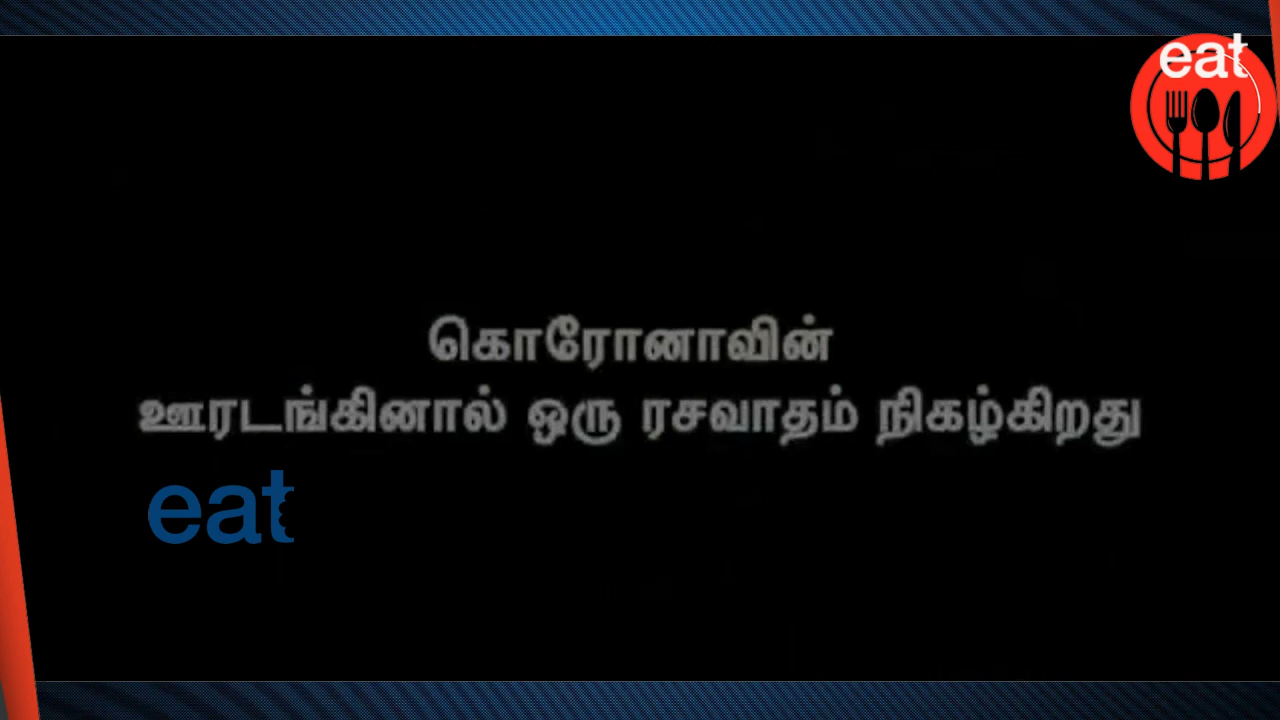 eat
கொரோனாவின்
ஊரடங்கினால் ஒரு ரசவாதம் நிகழ்கிறது
eat